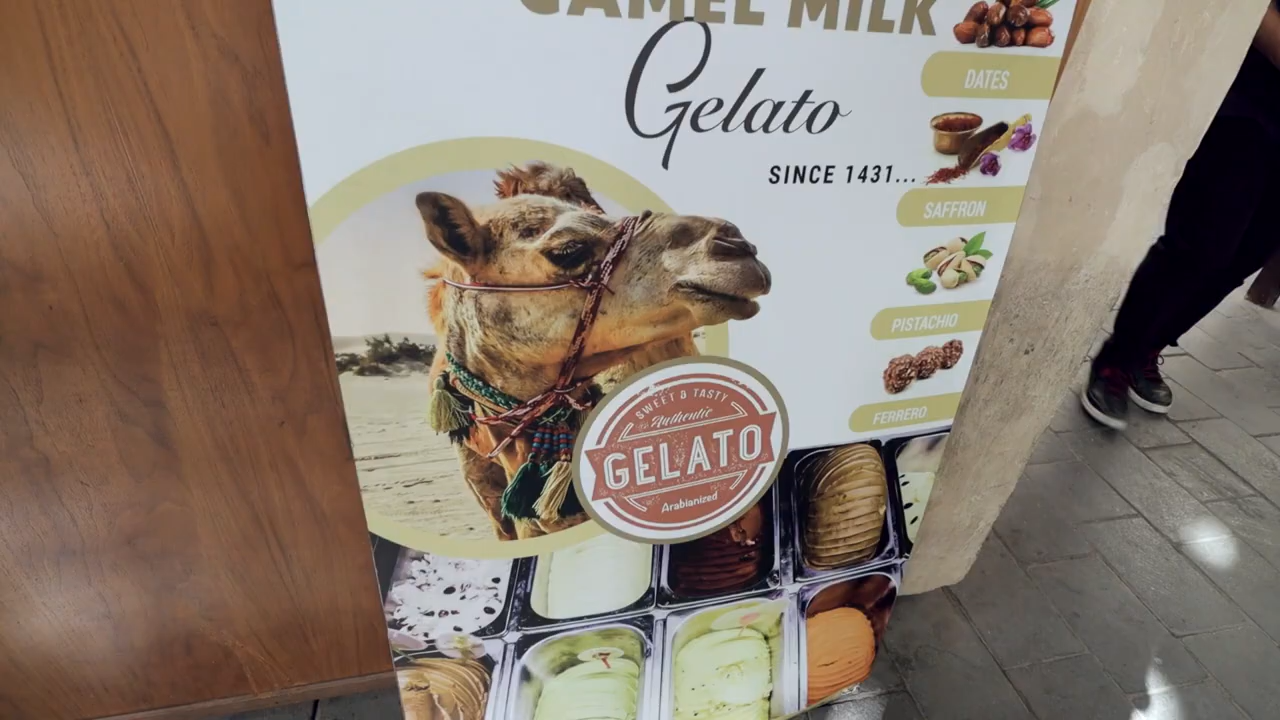 CAMEL MILK
Gelato
SINCE 1431...
DATES
SAFFRON
PISTACHIO
FERRERO
SWEET & TASTY
Authentic
GELATO
Arabianized